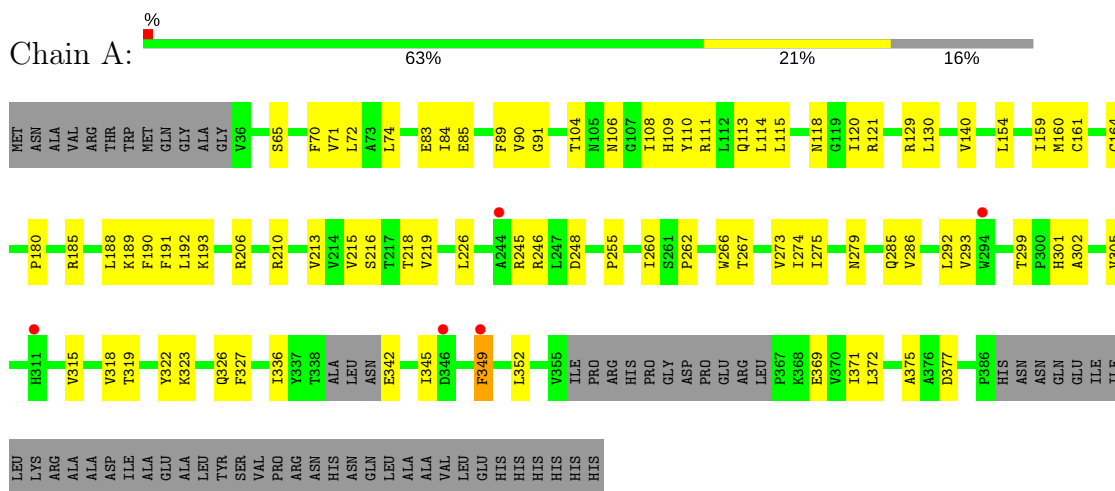 %
Chain A:
63% 21% 16%
MET ASN ALA VAL ARG THR TRP MET GLN GLY ALA GLY V36 S65 F70 V71 L72 A73 L74 E83 I84 E85 F89 V90 G91 T104 N105 N106 G107 I108 H109 Y110 R111 L112 Q113 L114 L115 N118 G119 I120 R121 R129 L130 V140 L154 I159 M160 C161
P180 R185 L188 K189 F190 F191 L192 K193 R206 R210 V213 V214 V215 S216 T217 T218 V219 L226 A244 R245 R246 L247 D248 P255 I260 S261 P262 W266 T267 V273 I274 I275 N279 Q285 V286 L292 V293 W294 T299 P300 H301 A302
H311 V315 V318 T319 Y322 K323 Q326 F327 I336 Y337 T338 ALA LEU ASN E342 I345 D346 F349 L352 V355 ILE PRO ARG HIS PRO GLY ASP PRO GLU ARG LEU P367 K368 E369 V370 I371 L372 A375 A376 D377 P386 HIS ASN ASN GLN GLU ILE
LEU LYS ARG ALA ALA ASP ILE ALA GLU ALA LEU TYR SER VAL PRO ARG ASN HIS ASN GLN LEU ALA ALA VAL LEU GLU HIS HIS HIS HIS HIS HIS